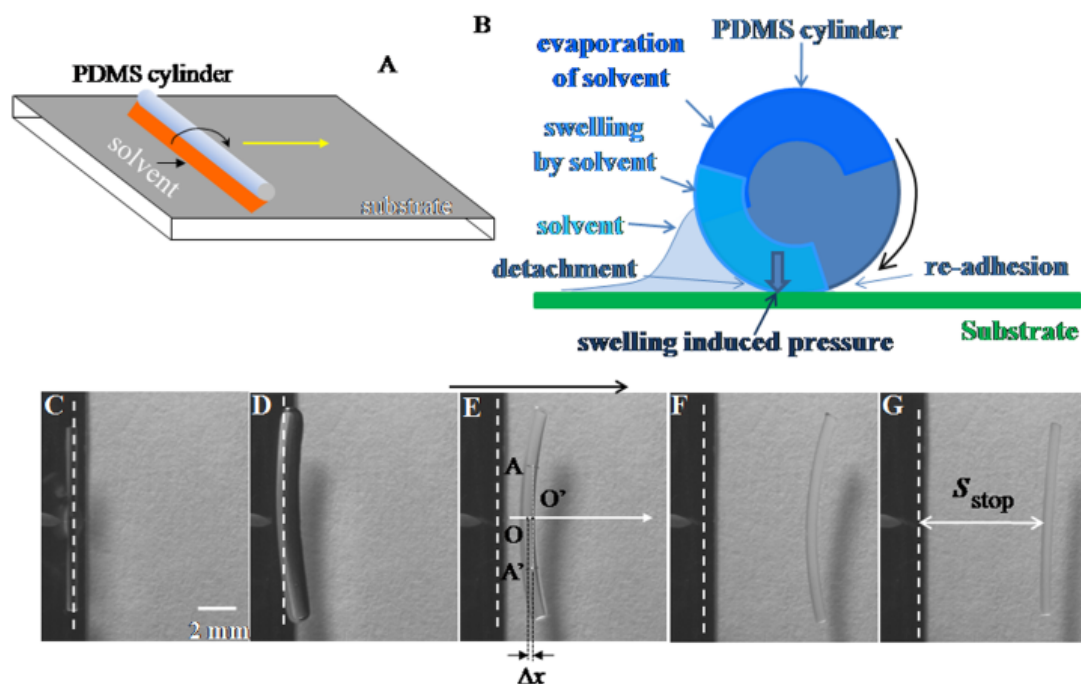 A
PDMS cylinder
solvent
substrate
B
PDMS cylinder
evaporation
of solvent
swelling
by solvent
solvent
detachment
re-adhesion
swelling induced pressure
Substrate
C
2 mm
D
E
A
O'
O
A'
Δx
F
G
S stop